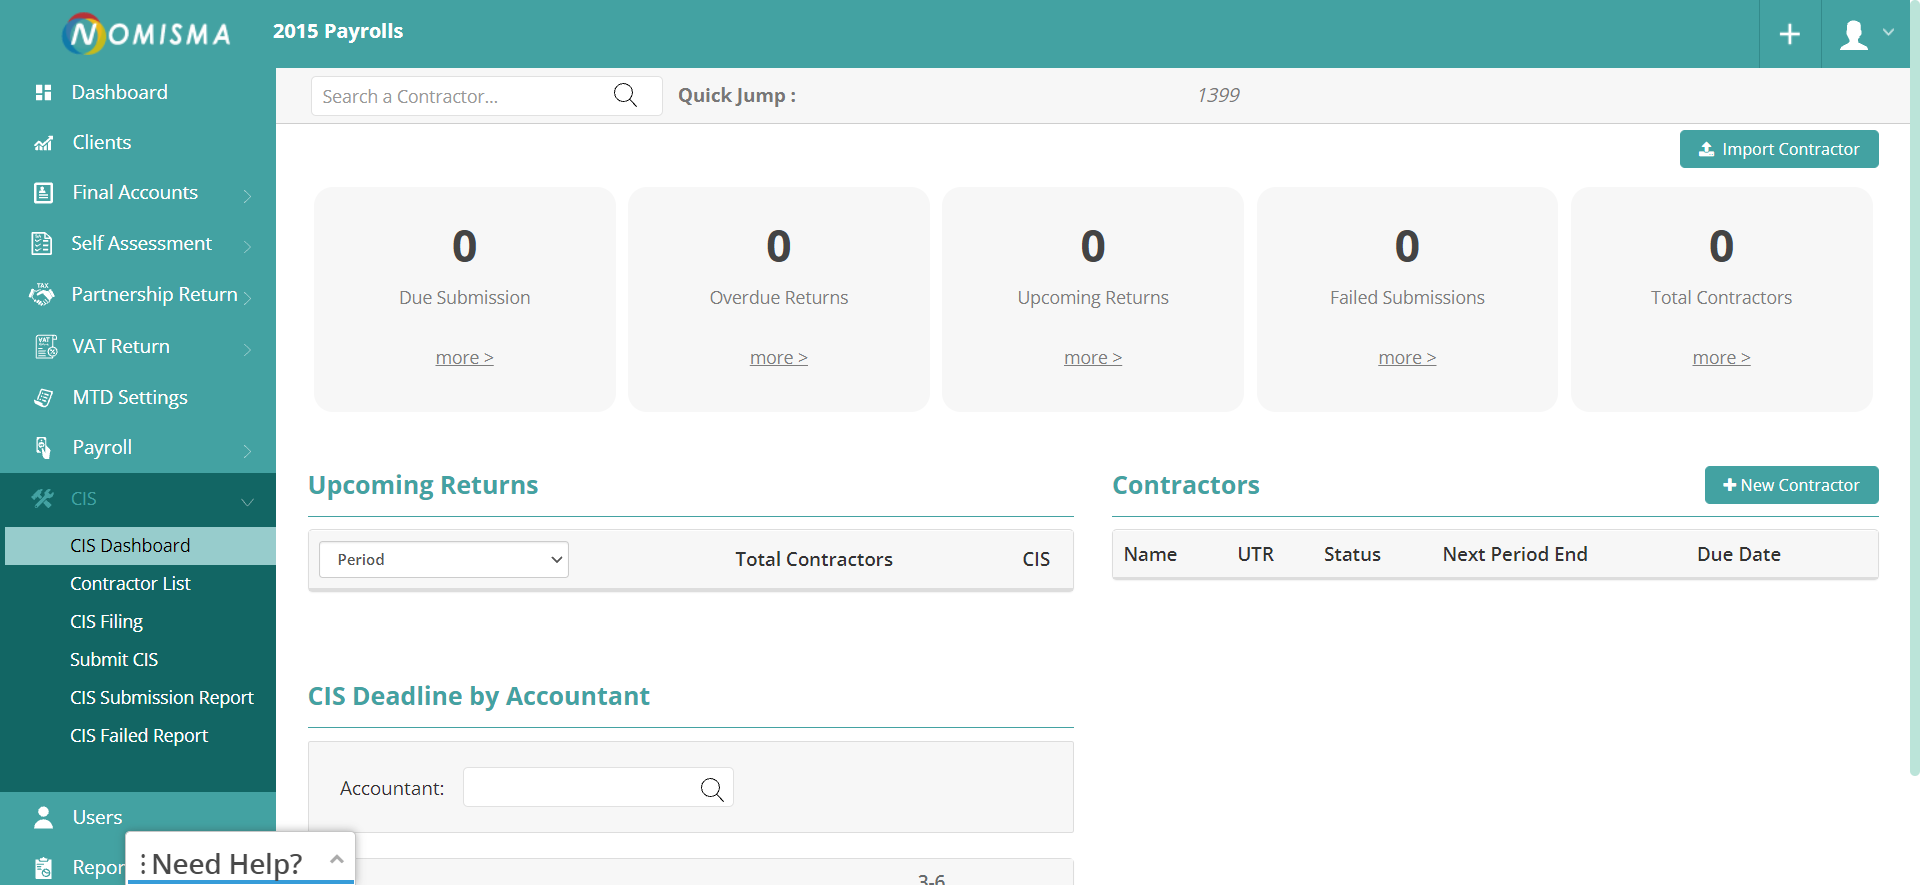 NOMISMA
2015 Payrolls
Dashboard
Clients
Final Accounts
Self Assessment
TAX
Partnership Return
VAT
VAT Return
MTD Settings
Payroll
CIS
CIS Dashboard
Contractor List
CIS Filing
Submit CIS
CIS Submission Report
CIS Failed Report
Users
Repor
Need Help?
Search a Contractor...
Quick Jump :
1399
Import Contractor
0
Due Submission
more >
0
Overdue Returns
more >
0
Upcoming Returns
more >
0
Failed Submissions
more >
0
Total Contractors
more >
Upcoming Returns
Period
Total Contractors
CIS
Contractors
New Contractor
Name UTR Status Next Period End Due Date
CIS Deadline by Accountant
Accountant:
3-6